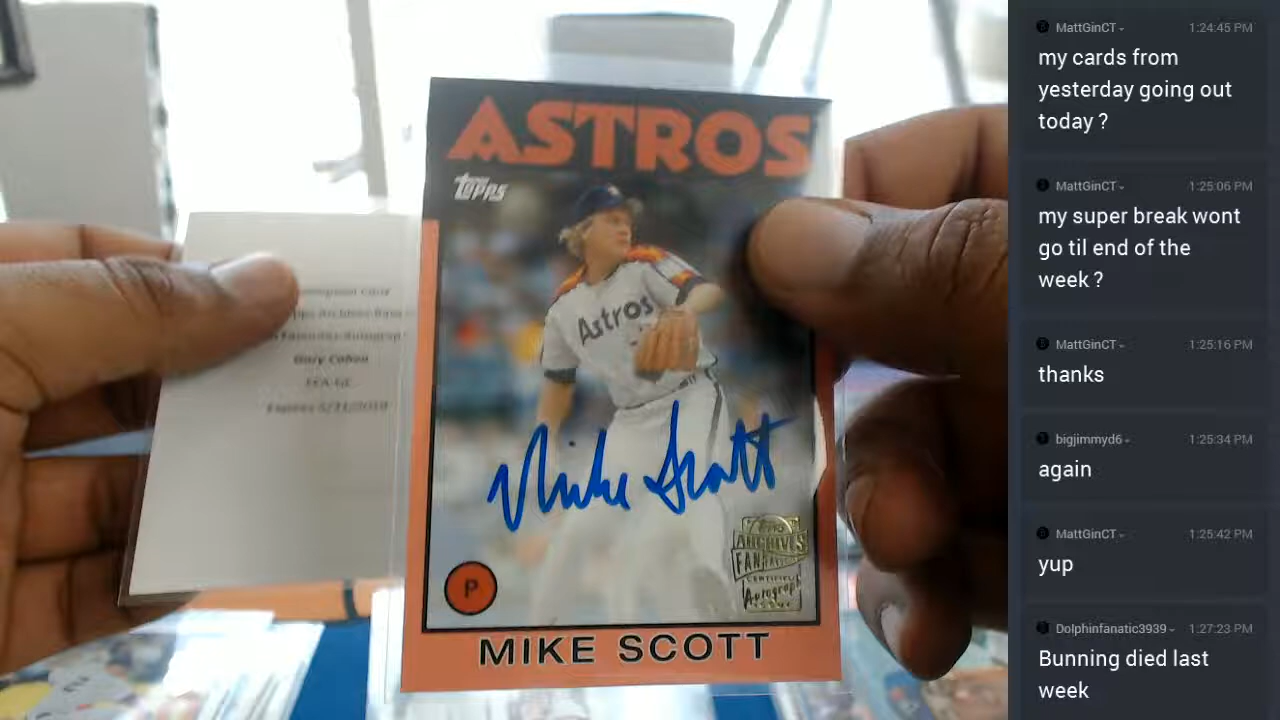 ASTROS
Topps
Astros
Mike Scott
ARCHIVES
FAN
CERTIFIED
Autograph
P
MIKE SCOTT
Gary Cohen
Expires 5/31/2019
MattGinCT 1:24:45 PM
my cards from
yesterday going out
today ?
MattGinCT 1:25:06 PM
my super break wont
go til end of the
week ?
MattGinCT 1:25:16 PM
thanks
bigjimmyd6 1:25:34 PM
again
MattGinCT 1:25:42 PM
yup
Dolphinfanatic3939 1:27:23 PM
Bunning died last
week